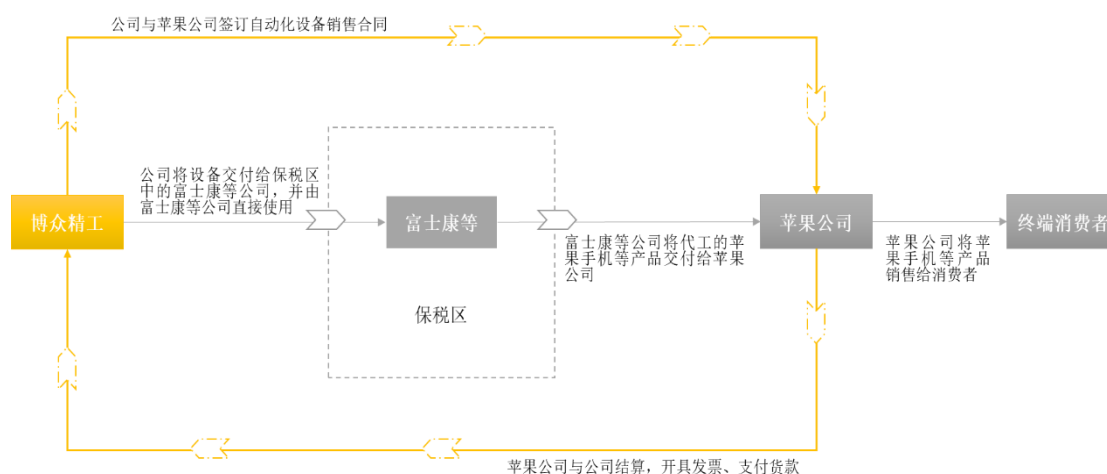 公司与苹果公司签订自动化设备销售合同
公司将设备交付给保税区
中的富士康等公司，并由
富士康等公司直接使用
博众精工
富士康等
苹果公司
终端消费者
富士康等公司将代工的苹
果手机等产品交付给苹果
公司
苹果公司将苹
果手机等产品
销售给消费者
保税区
苹果公司与公司结算，开具发票、支付货款